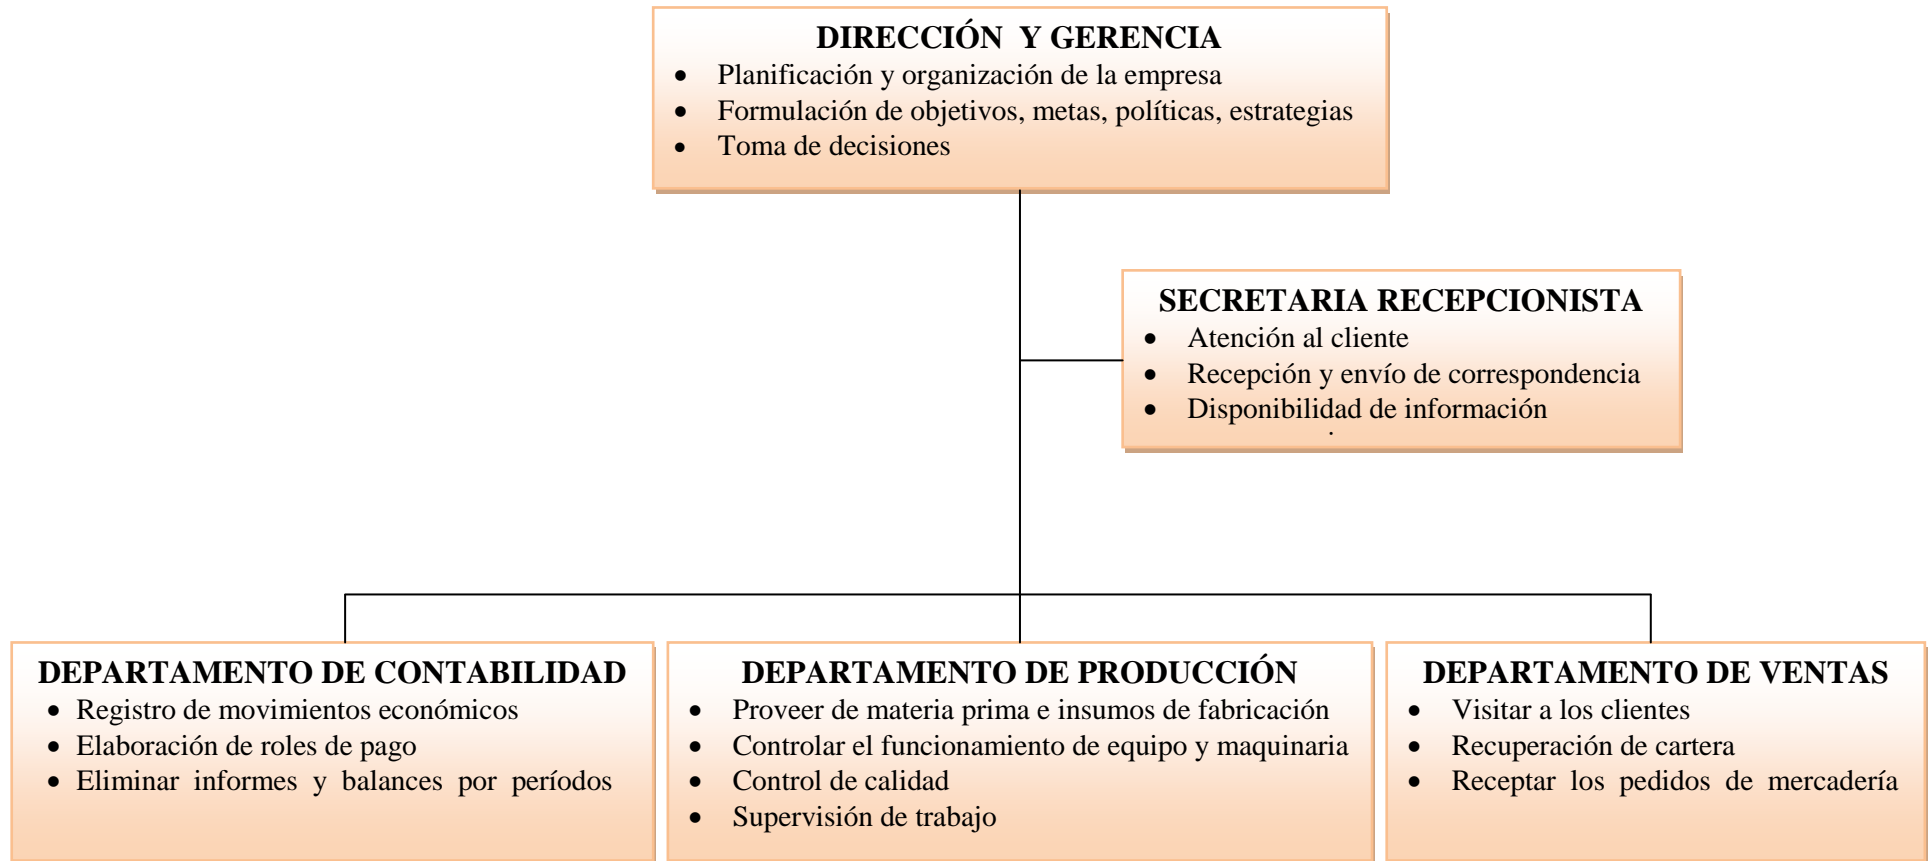 DIRECCIÓN Y GERENCIA
• Planificación y organización de la empresa
• Formulación de objetivos, metas, políticas, estrategias
• Toma de decisiones
SECRETARIA RECEPCIONISTA
• Atención al cliente
• Recepción y envío de correspondencia
• Disponibilidad de información
.
DEPARTAMENTO DE CONTABILIDAD
• Registro de movimientos económicos
• Elaboración de roles de pago
• Eliminar informes y balances por períodos
DEPARTAMENTO DE PRODUCCIÓN
• Proveer de materia prima e insumos de fabricación
• Controlar el funcionamiento de equipo y maquinaria
• Control de calidad
• Supervisión de trabajo
DEPARTAMENTO DE VENTAS
• Visitar a los clientes
• Recuperación de cartera
• Receptar los pedidos de mercadería